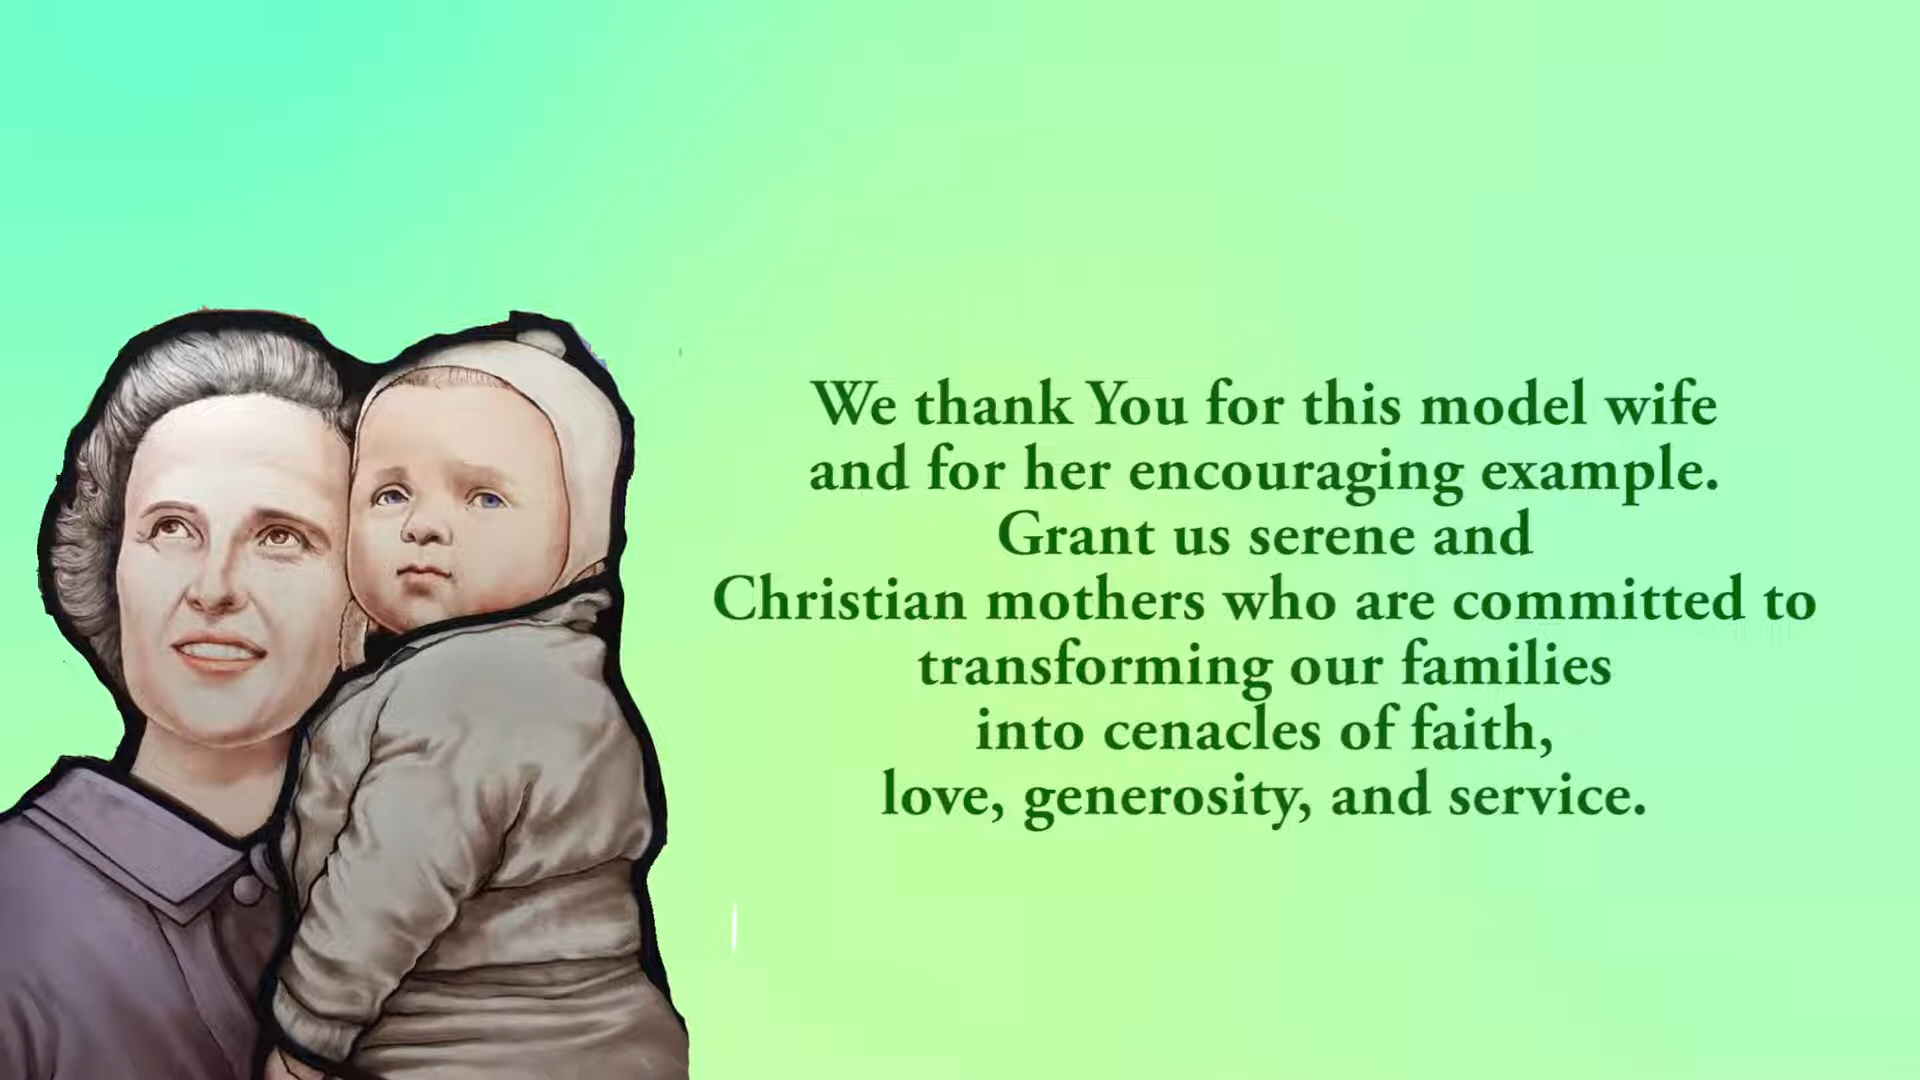 We thank You for this model wife
and for her encouraging example.
Grant us serene and
Christian mothers who are committed to
transforming our families
into cenacles of faith,
love, generosity, and service.